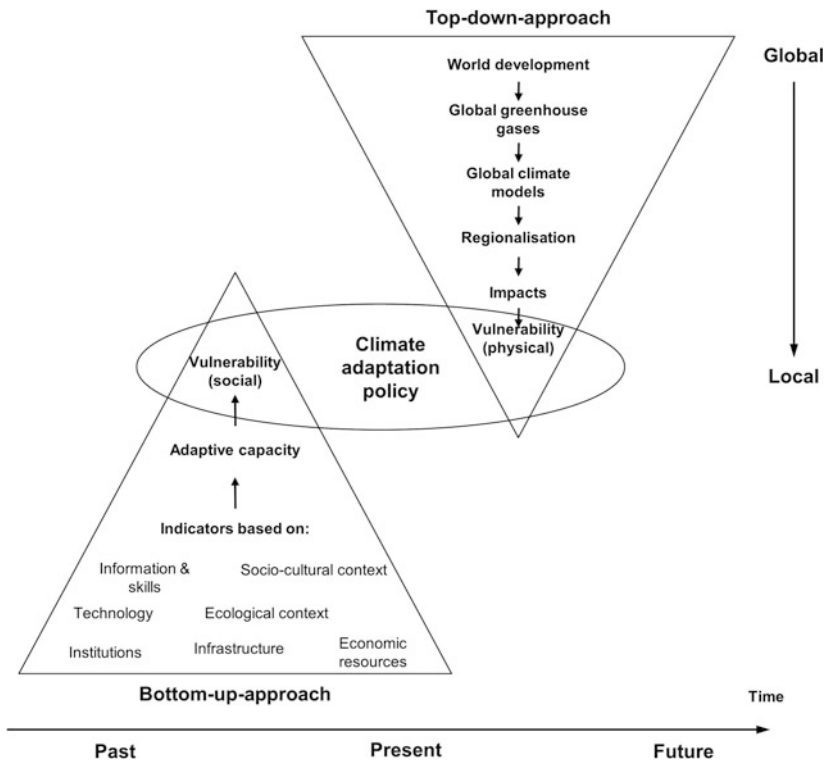 Top-down-approach
World development
Global greenhouse
gases
Global climate
models
Regionalisation
Impacts
Vulnerability
(physical)
Global
Local
Climate
adaptation
policy
Vulnerability
(social)
Adaptive capacity
Indicators based on:
Information &
skills
Socio-cultural context
Technology
Ecological context
Institutions
Infrastructure
Economic
resources
Bottom-up-approach
Time
Past
Present
Future